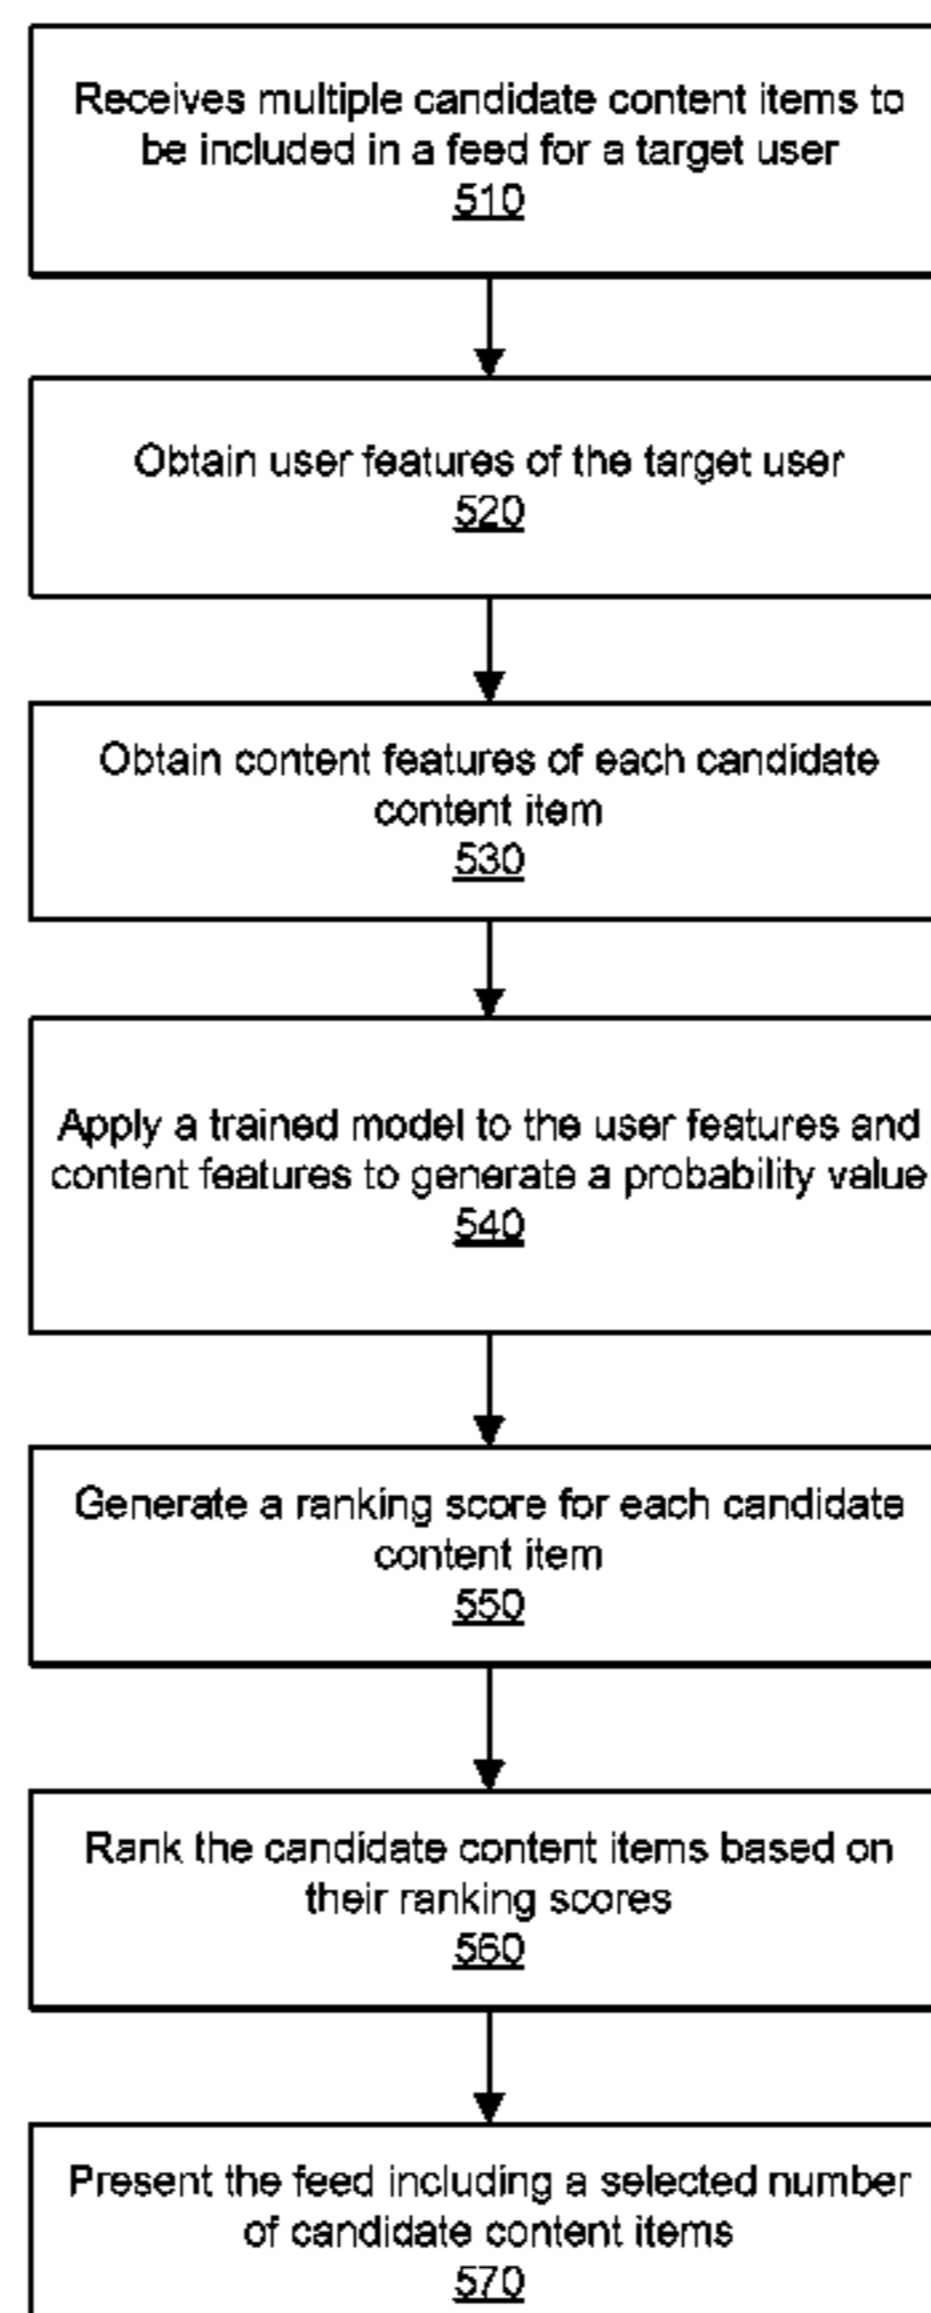 Receives multiple candidate content items to
be included in a feed for a target user
510
Obtain user features of the target user
520
Obtain content features of each candidate
content item
530
Apply a trained model to the user features and
content features to generate a probability value
540
Generate a ranking score for each candidate
content item
550
Rank the candidate content items based on
their ranking scores
560
Present the feed including a selected number
of candidate content items
570